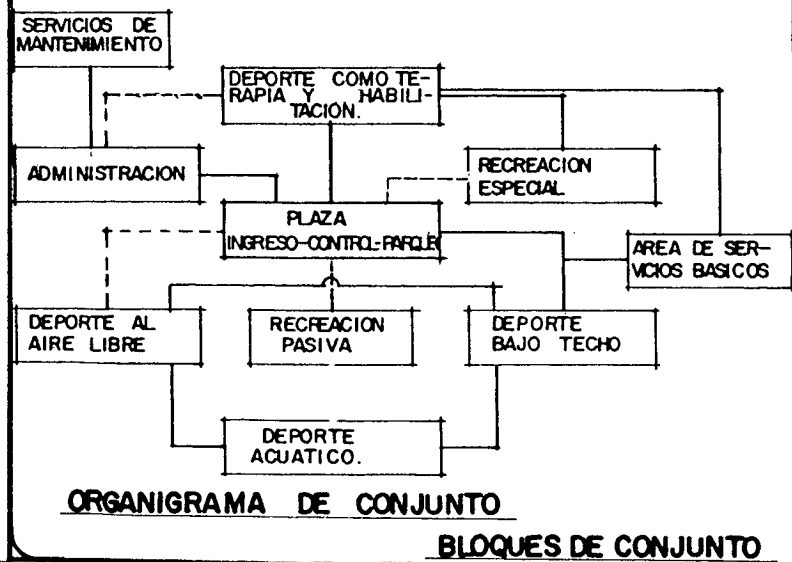 SERVICIOS DE
MANTENIMIENTO
DEPORTE COMO TE-
RAPIA Y HABILI-
TACION.
ADMINISTRACION
RECREACION
ESPECIAL
PLAZA
INGRESO-CONTROL-PARQUEO
AREA DE SER-
VICIOS BASICOS
DEPORTE AL
AIRE LIBRE
RECREACION
PASIVA
DEPORTE
BAJO TECHO
DEPORTE
ACUATICO.
ORGANIGRAMA DE CONJUNTO
BLOQUES DE CONJUNTO